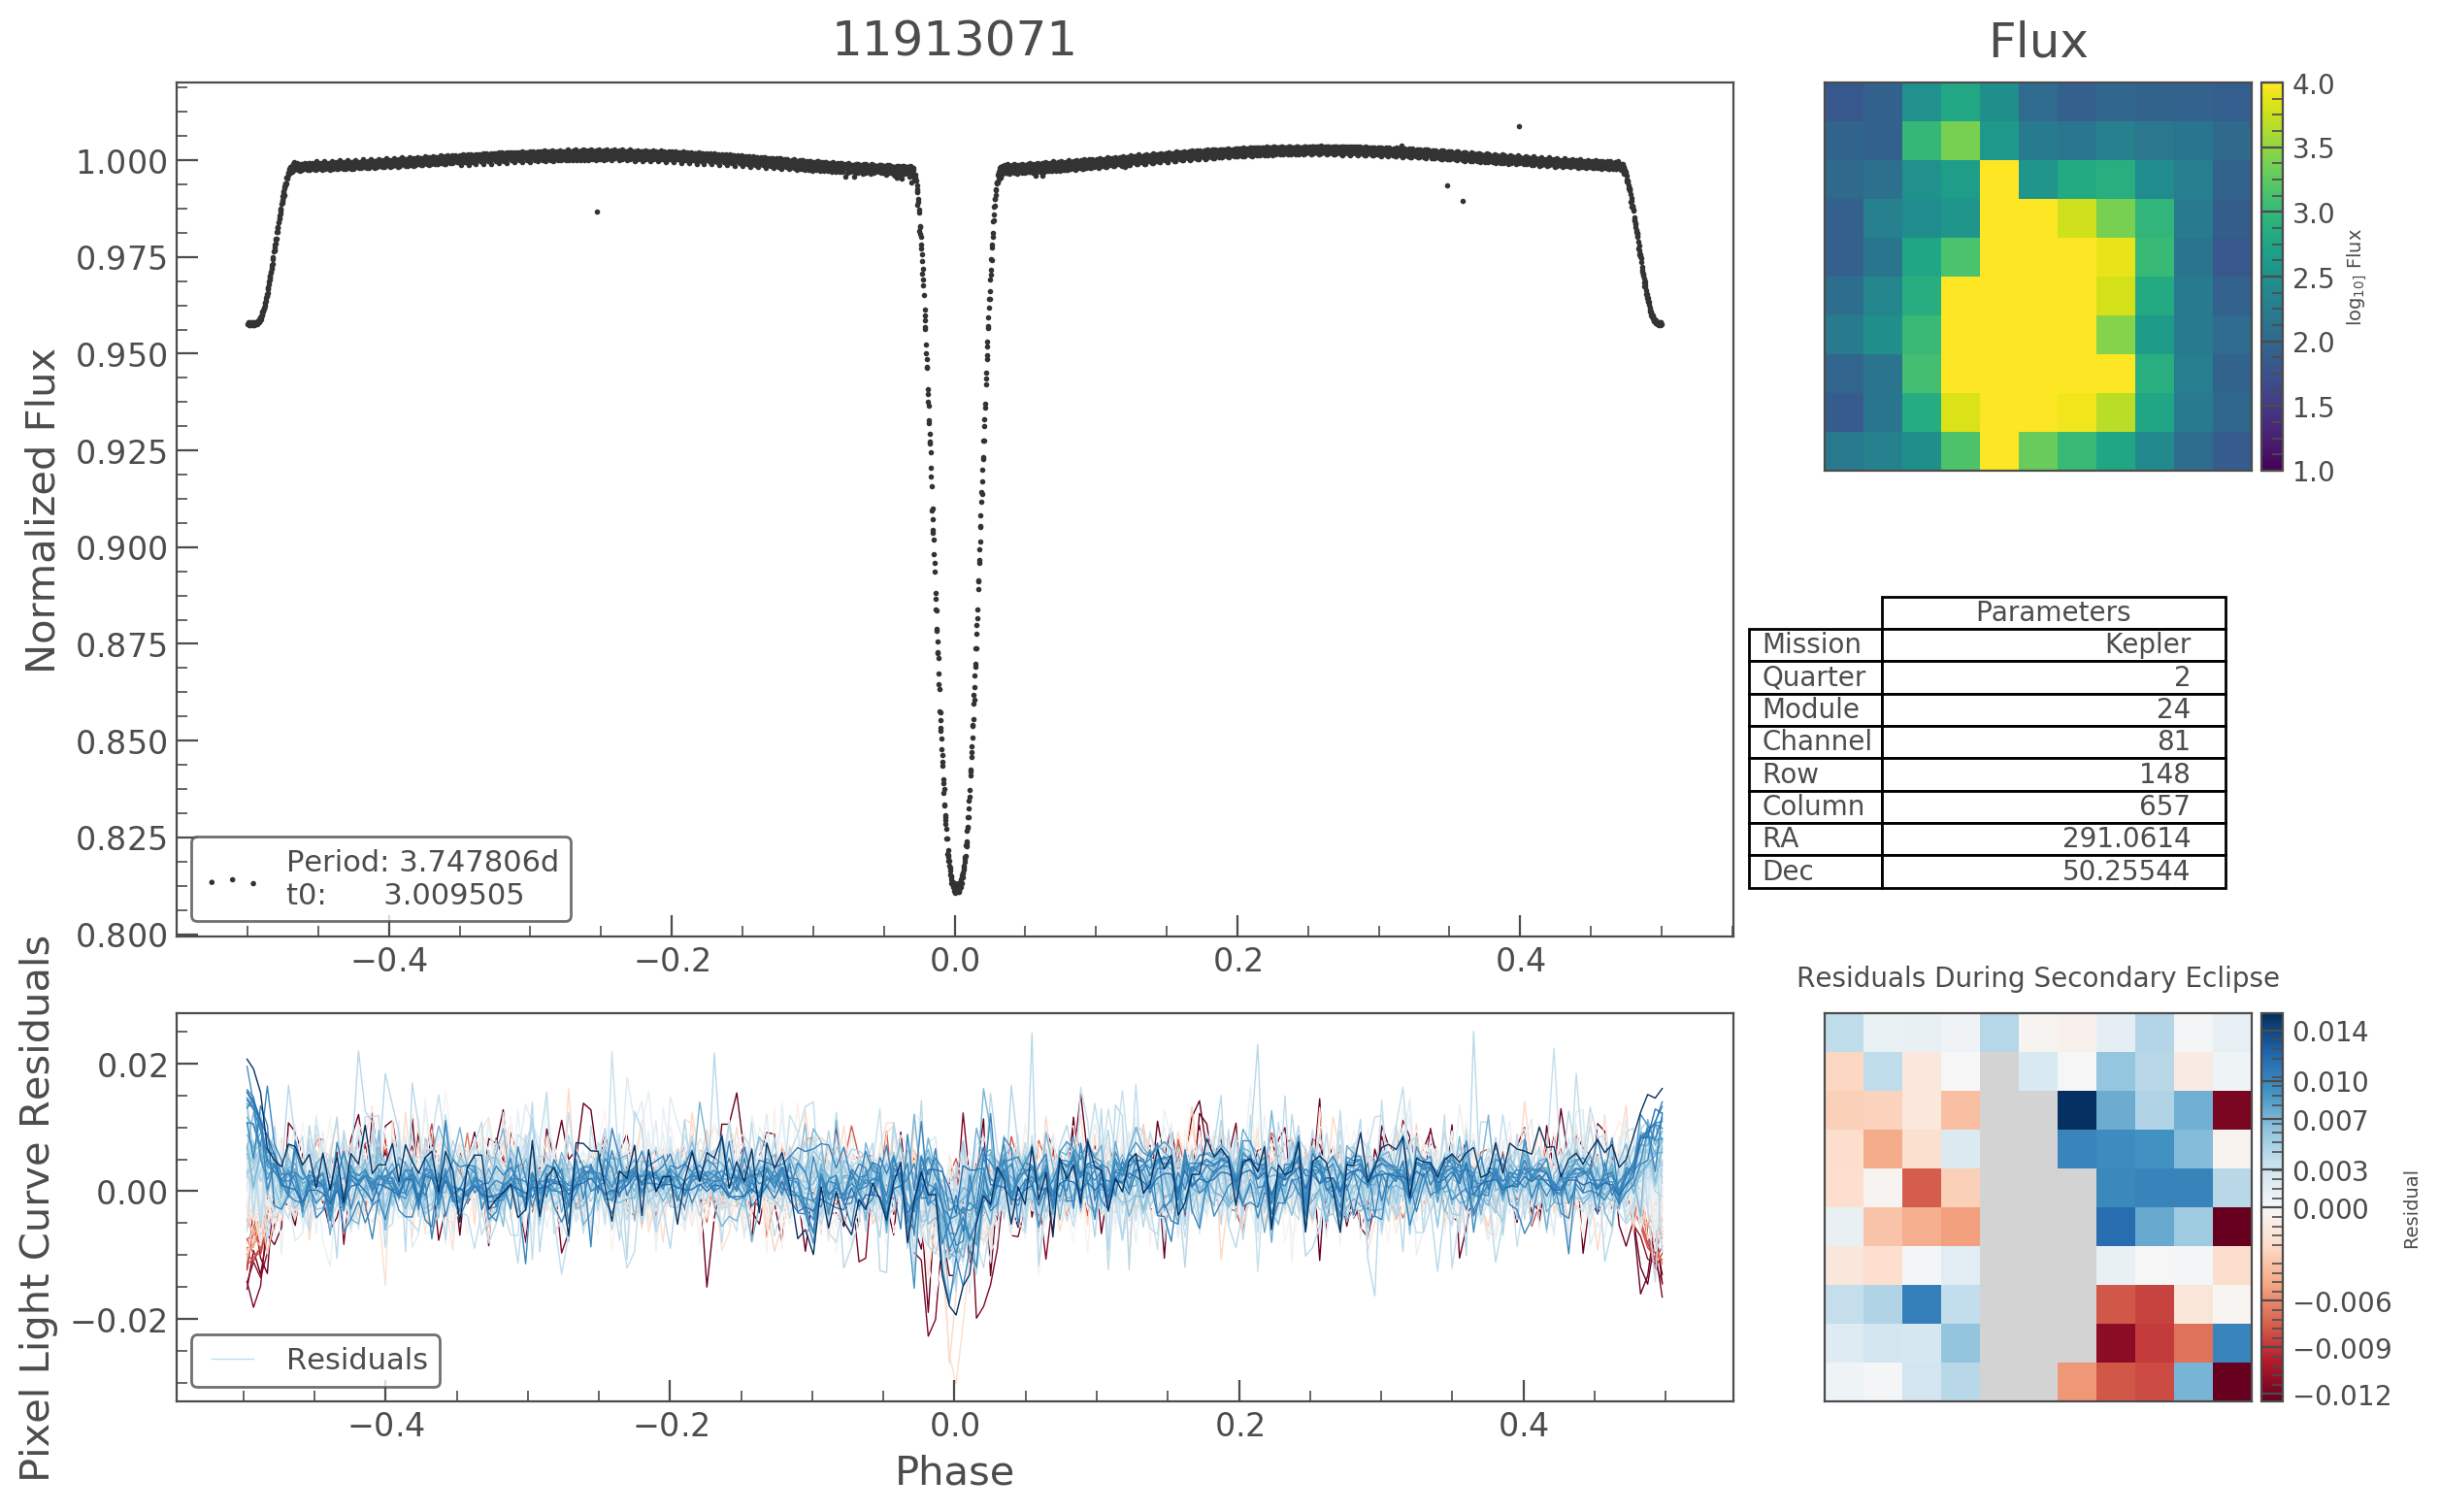 11913071
Normalized Flux
1.000
0.975
0.950
0.925
0.900
0.875
0.850
0.825
0.800
Period: 3.747806d
t0: 3.009505
−0.4
−0.2
0.0
0.2
0.4
Flux
4.0
3.5
3.0
2.5
2.0
1.5
1.0
log₁₀] Flux
Parameters
Mission Kepler
Quarter 2
Module 24
Channel 81
Row 148
Column 657
RA 291.0614
Dec 50.25544
Pixel Light Curve Residuals
0.02
0.00
−0.02
Residuals
−0.4
−0.2
0.0
0.2
0.4
Phase
Residuals During Secondary Eclipse
0.014
0.010
0.007
0.003
0.000
−0.006
−0.009
−0.012
Residual